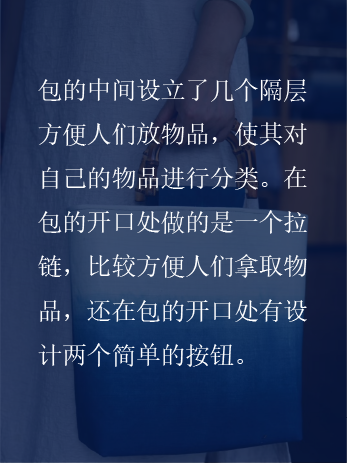 包的中间设立了几个隔层
方便人们放物品，使其对
自己的物品进行分类。在
包的开口处做的是一个拉
链，比较方便人们拿取物
品，还在包的开口处有设
计两个简单的按钮。